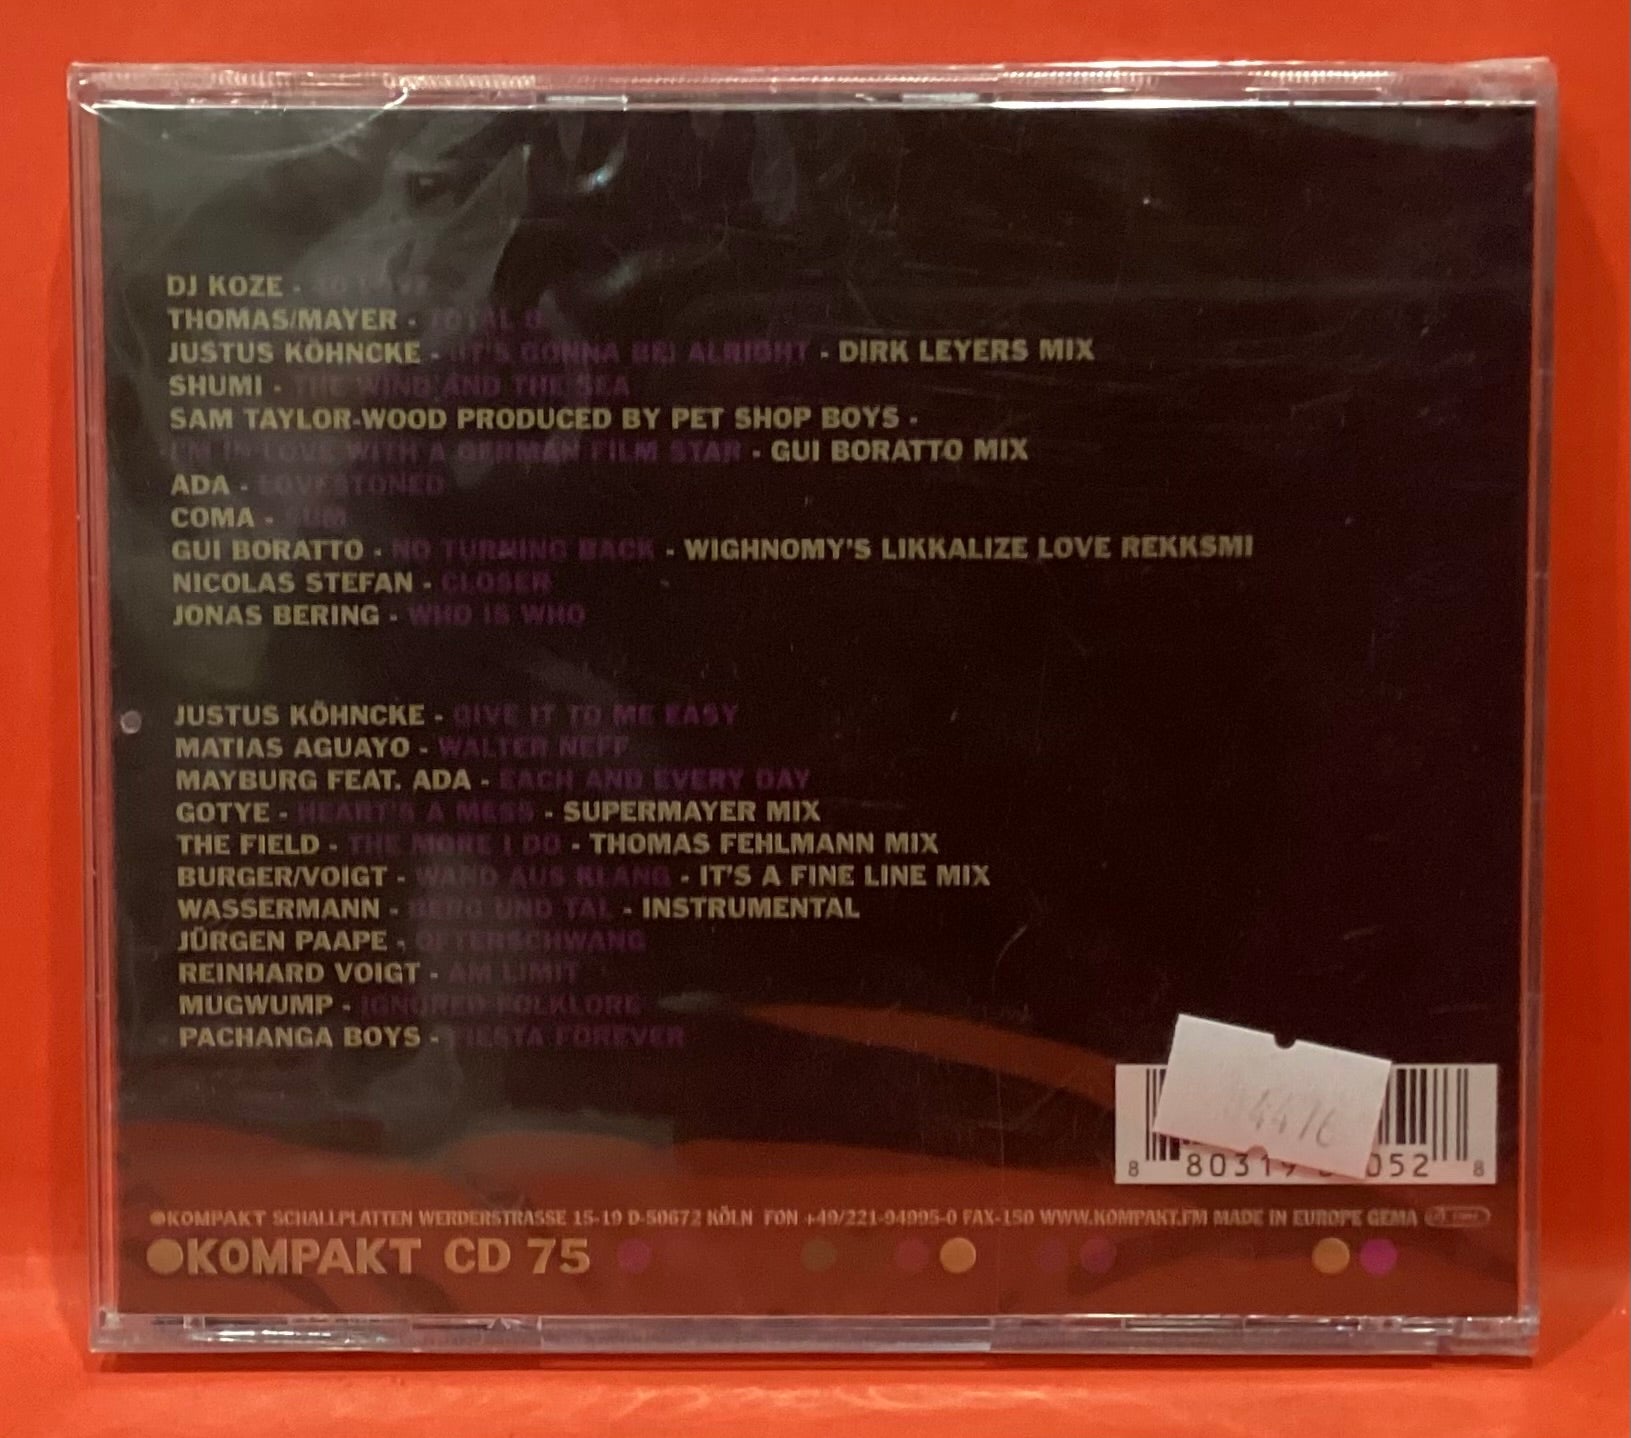 DJ KOZE -
THOMAS/MAYER - TOTAL 9
JUSTUS KÖHNCKE - (IT'S GONNA BE) ALRIGHT - DIRK LEYERS MIX
SHUMI - THE WIND AND THE SEA
SAM TAYLOR-WOOD PRODUCED BY PET SHOP BOYS -
I'M IN LOVE WITH A GERMAN FILM STAR - GUI BORATTO MIX
ADA - LOVESTONED
COMA - SUM
GUI BORATTO - NO TURNING BACK - WIGHNOMY'S LIKKALIZE LOVE REKKSMI
NICOLAS STEFAN - CLOSER
JONAS BERING - WHO IS WHO
JUSTUS KÖHNCKE - GIVE IT TO ME EASY
MATIAS AGUAYO - WALTER NEFF
MAYBURG FEAT. ADA - EACH AND EVERY DAY
GOTYE - HEART'S A MESS - SUPERMAYER MIX
THE FIELD - THE MORE I DO - THOMAS FEHLMANN MIX
BURGER/VOIGT - WAND AUS KLANG - IT'S A FINE LINE MIX
WASSERMANN - BERG UND TAL - INSTRUMENTAL
JÜRGEN PAAPE - OFTERSCHWANG
REINHARD VOIGT - AM LIMIT
MUGWUMP - IGNORED FOLKLORE
PACHANGA BOYS - FIESTA FOREVER
4476
8 80319 052 8
KOMPAKT SCHALLPLATTEN WERDERSTRASSE 15-19 D-50672 KÖLN FON +49/221-94995-0 FAX-150 WWW.KOMPAKT.FM MADE IN EUROPE GEMA
KOMPAKT CD 75